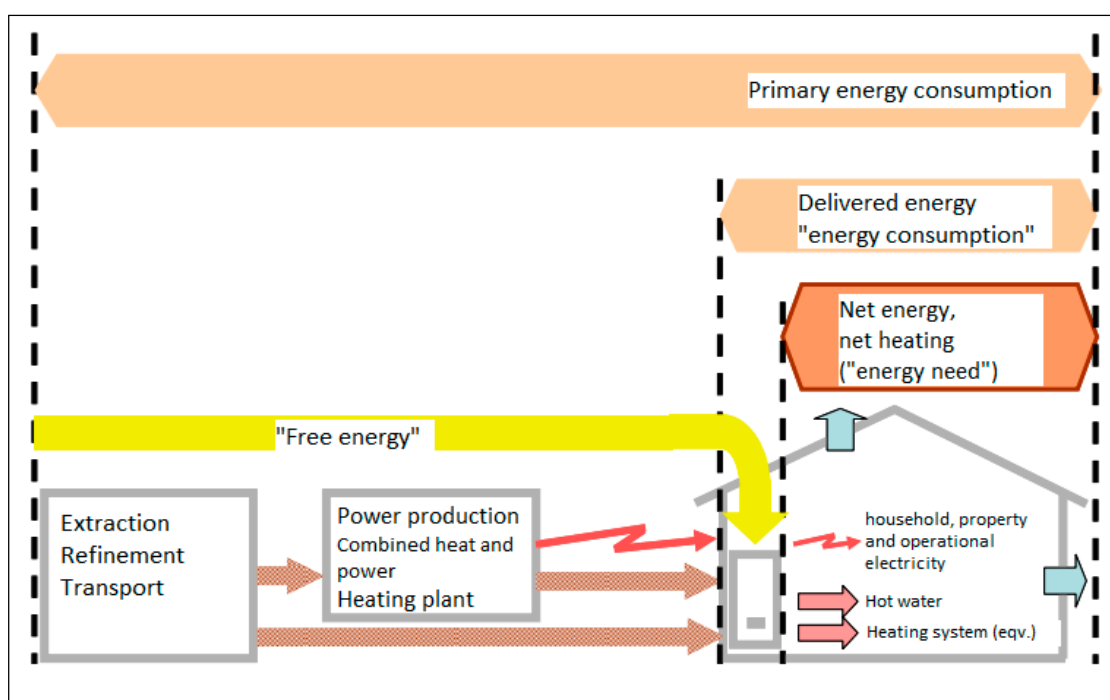 Primary energy consumption
Delivered energy
"energy consumption"
Net energy,
net heating
("energy need")
"Free energy"
Extraction
Refinement
Transport
Power production
Combined heat and
power
Heating plant
household, property
and operational
electricity
Hot water
Heating system (eqv.)